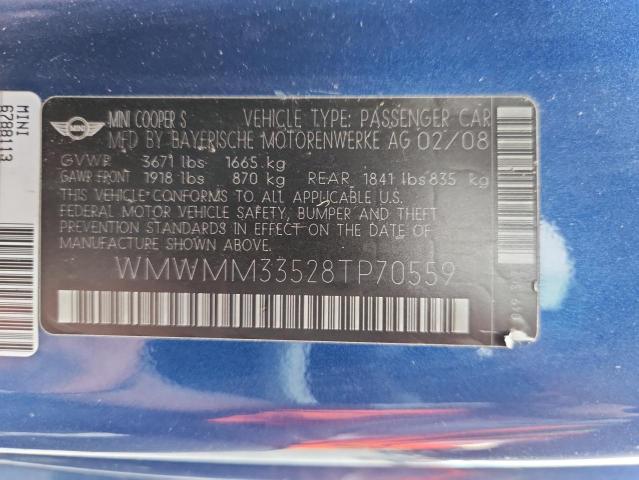 MINI
6788113
MINI
MINI COOPER S VEHICLE TYPE: PASSENGER CAR
MFD BY BAYERISCHE MOTORENWERKE AG 02/08
GVWR 3671 lbs 1665 kg
GAWR FRONT 1918 lbs 870 kg REAR 1841 lbs 835 kg
THIS VEHICLE CONFORMS TO ALL APPLICABLE U.S.
FEDERAL MOTOR VEHICLE SAFETY, BUMPER AND THEFT
PREVENTION STANDARDS IN EFFECT ON THE DATE OF
MANUFACTURE SHOWN ABOVE.
WMWMM33528TP70559